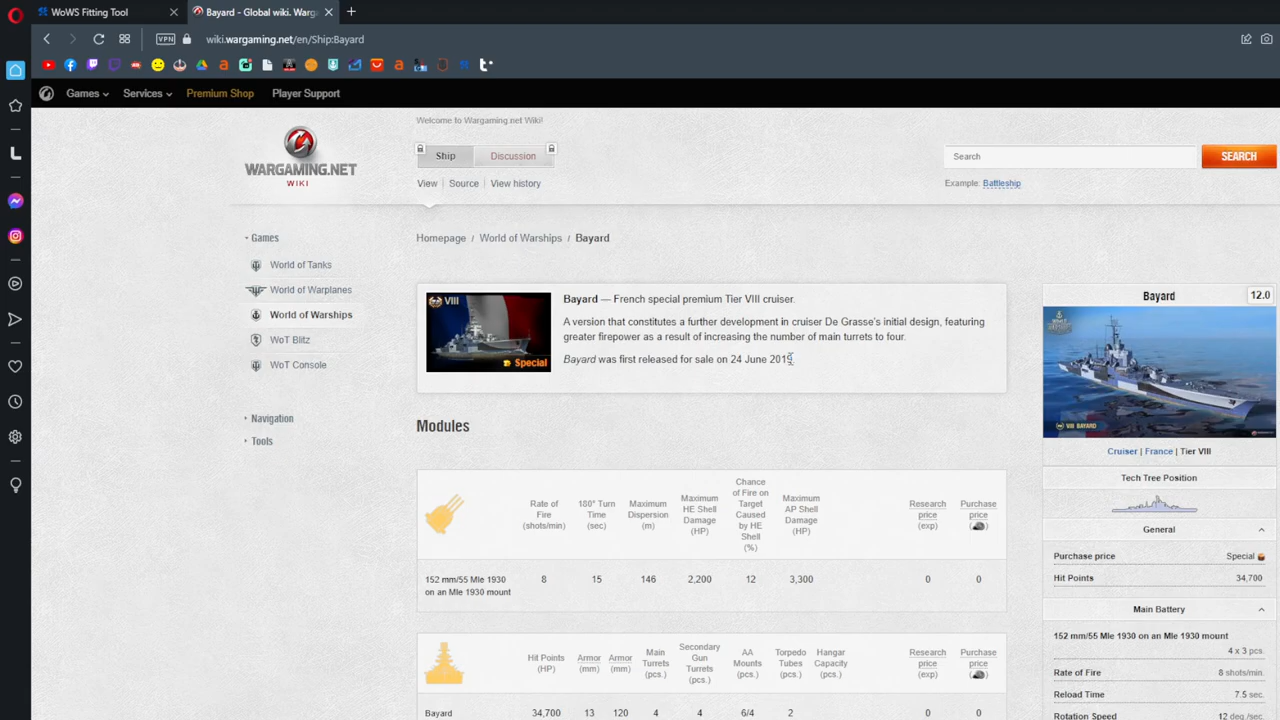 WoWS Fitting Tool
Bayard - Global wiki. Warg
VPN
wiki.wargaming.net/en/Ship:Bayard
Games
Services
Premium Shop
Player Support
Welcome to Wargaming.net Wiki!
WARGAMING.NET
WIKI
Ship
Discussion
Search
SEARCH
View
Source
View history
Example: Battleship
Games
World of Tanks
World of Warplanes
World of Warships
WoT Blitz
WoT Console
Navigation
Tools
Homepage / World of Warships / Bayard
VIII
Special
Bayard — French special premium Tier VIII cruiser.
A version that constitutes a further development in cruiser De Grasse's initial design, featuring
greater firepower as a result of increasing the number of main turrets to four.
Bayard was first released for sale on 24 June 2019.
Modules
Rate of Fire (shots/min)
180° Turn Time (sec)
Maximum Dispersion (m)
Maximum HE Shell Damage (HP)
Chance of Fire on Target Caused by HE Shell (%)
Maximum AP Shell Damage (HP)
Research price (exp)
Purchase price
152 mm/55 Mle 1930 on an Mle 1930 mount
8 15 146 2,200 12 3,300 0 0
Hit Points (HP)
Armor (mm)
Armor (mm)
Main Turrets (pcs.)
Secondary Gun Turrets (pcs.)
AA Mounts (pcs.)
Torpedo Tubes (pcs.)
Hangar Capacity (pcs.)
Research price (exp)
Purchase price
Bayard 34,700 13 120 4 4 6/4 2 0 0
Bayard 12.0
VIII BAYARD
Cruiser | France | Tier VIII
Tech Tree Position
General
Purchase price Special
Hit Points 34,700
Main Battery
152 mm/55 Mle 1930 on an Mle 1930 mount
4 x 3 pcs.
Rate of Fire 8 shots/min.
Reload Time 7.5 sec.
Rotation Speed 12 deg./sec.